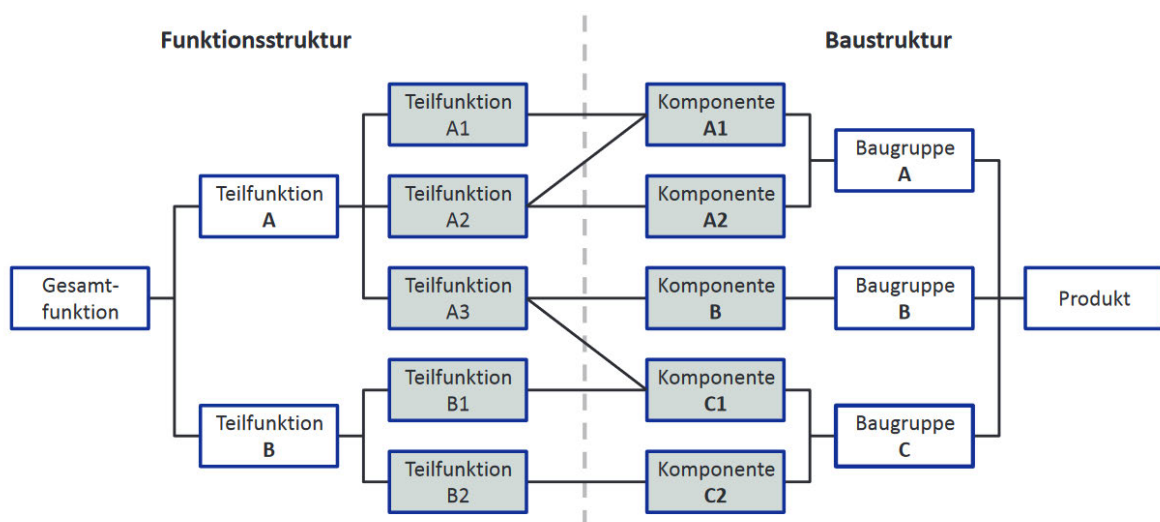 Funktionsstruktur
Baustruktur
Teilfunktion
A1
Komponente
A1
Baugruppe
A
Teilfunktion
A
Teilfunktion
A2
Komponente
A2
Gesamt-
funktion
Teilfunktion
A3
Komponente
B
Baugruppe
B
Produkt
Teilfunktion
B1
Komponente
C1
Teilfunktion
B
Baugruppe
C
Teilfunktion
B2
Komponente
C2